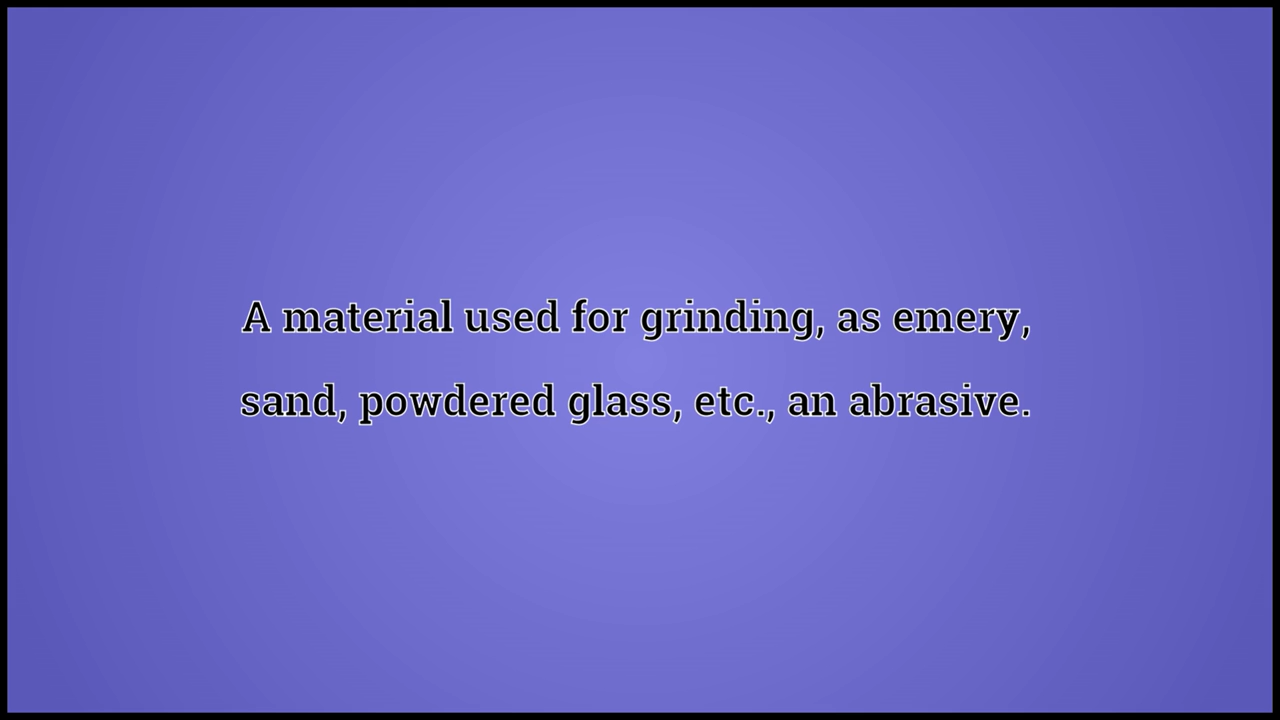 A material used for grinding, as emery,
sand, powdered glass, etc., an abrasive.